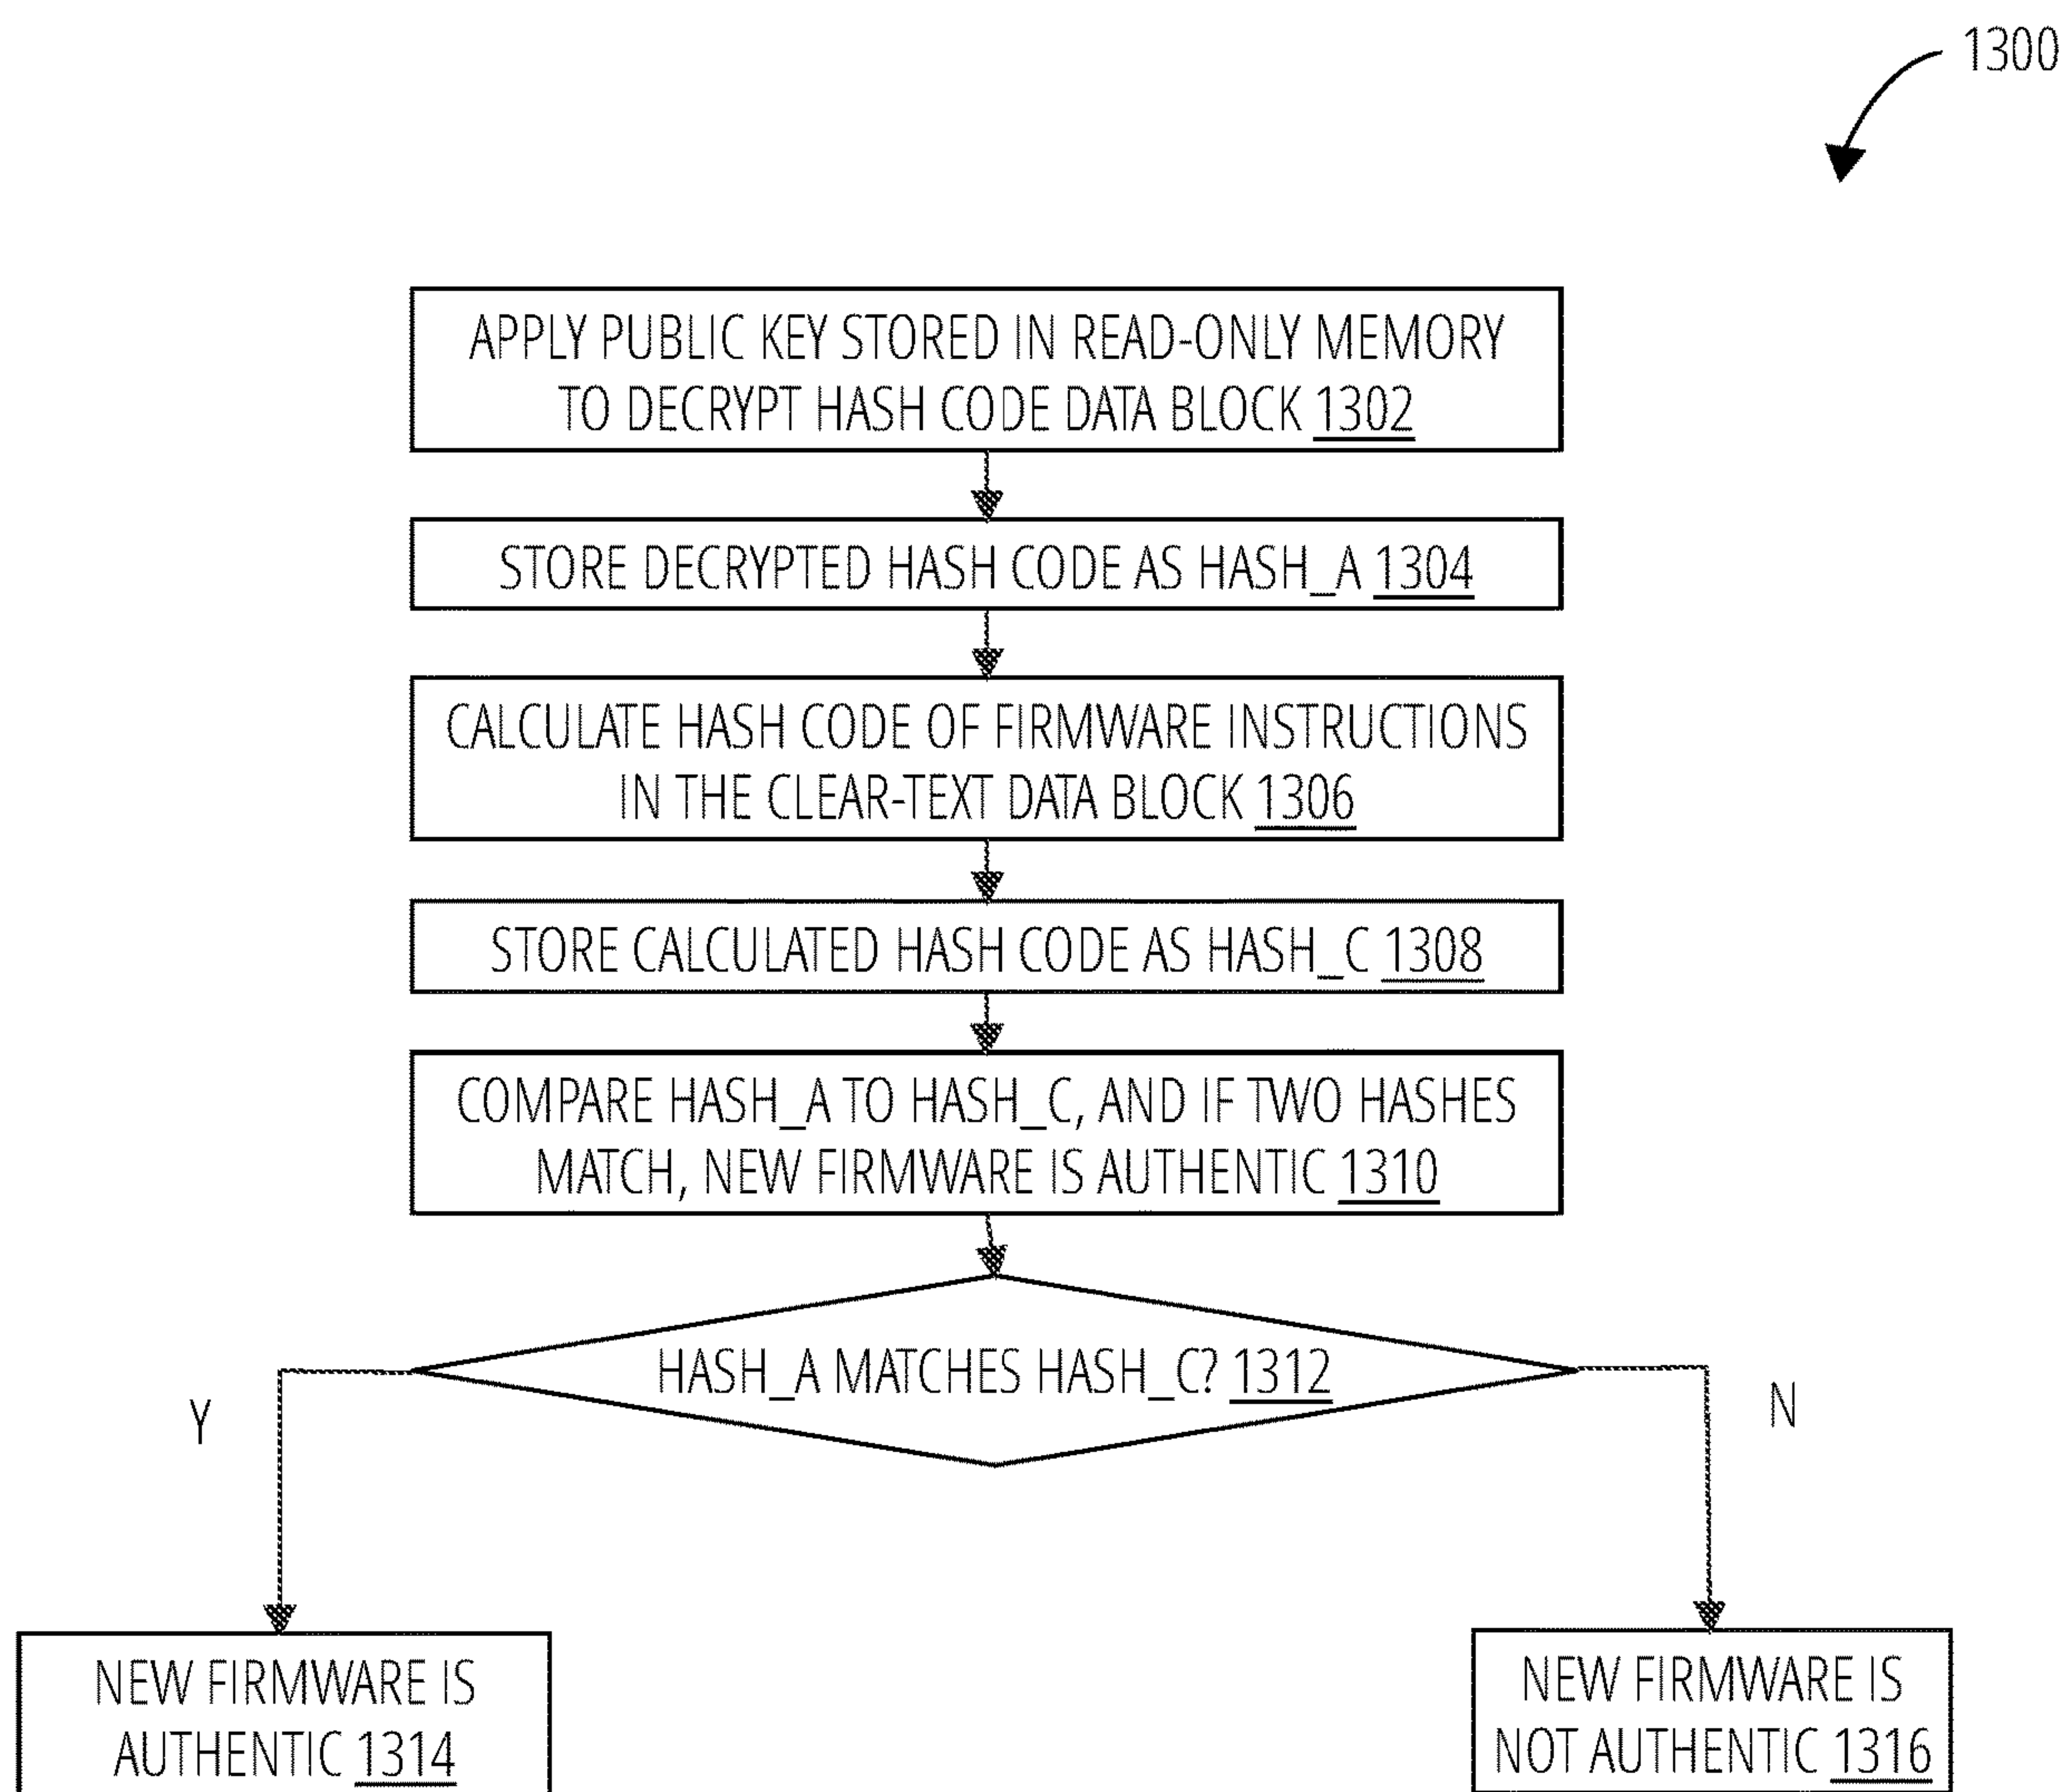 1300
APPLY PUBLIC KEY STORED IN READ-ONLY MEMORY
TO DECRYPT HASH CODE DATA BLOCK 1302
STORE DECRYPTED HASH CODE AS HASH_A 1304
CALCULATE HASH CODE OF FIRMWARE INSTRUCTIONS
IN THE CLEAR-TEXT DATA BLOCK 1306
STORE CALCULATED HASH CODE AS HASH_C 1308
COMPARE HASH_A TO HASH_C, AND IF TWO HASHES
MATCH, NEW FIRMWARE IS AUTHENTIC 1310
HASH_A MATCHES HASH_C? 1312
Y
N
NEW FIRMWARE IS
AUTHENTIC 1314
NEW FIRMWARE IS
NOT AUTHENTIC 1316